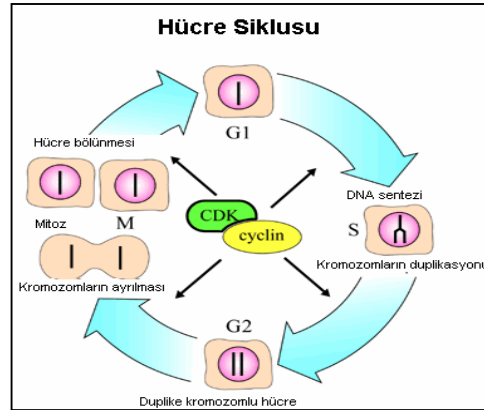 Hücre Siklusu
G1
Hücre bölünmesi
DNA sentezi
S
Kromozomların duplikasyonu
CDK
cyclin
Mitoz
M
Kromozomların ayrılması
G2
Duplike kromozomlu hücre